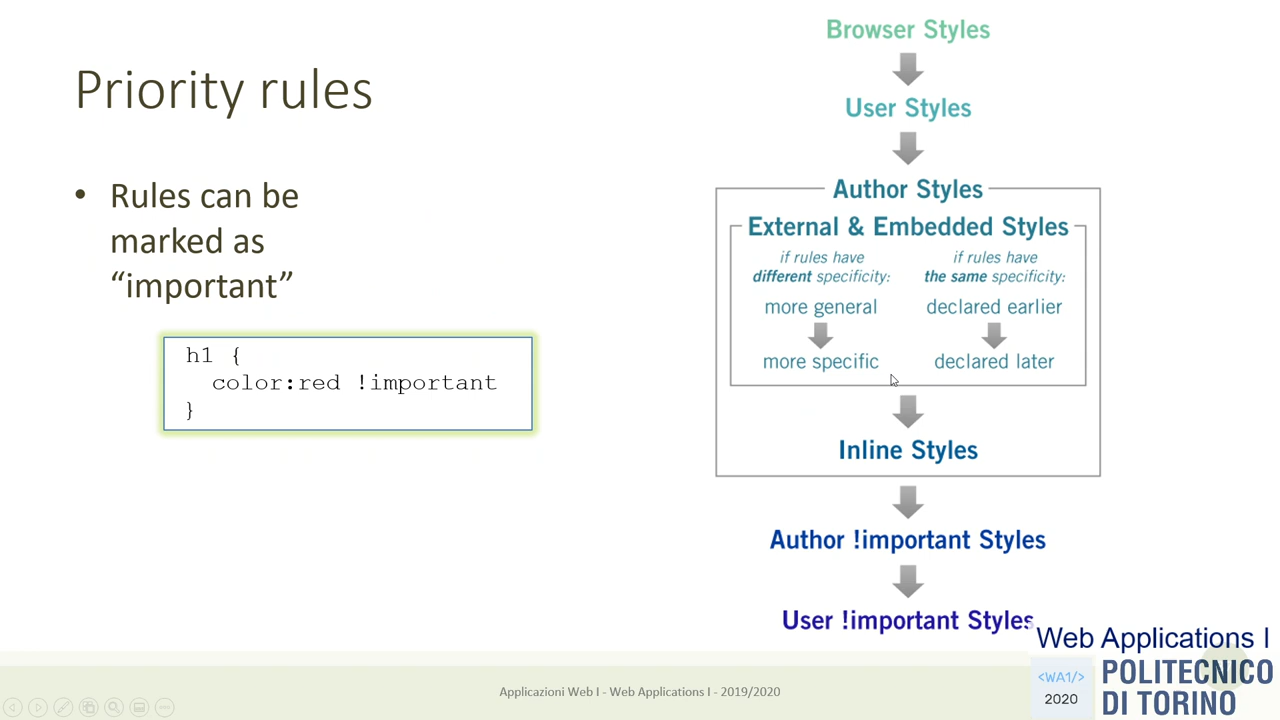 Priority rules
• Rules can be
marked as
“important”
h1 {
color:red !important
}
Browser Styles
User Styles
Author Styles
External & Embedded Styles
if rules have
different specificity:
more general
more specific
if rules have
the same specificity:
declared earlier
declared later
Inline Styles
Author !important Styles
User !important Styles
Applicazioni Web I - Web Applications I - 2019/2020
Web Applications I
<WA1/>
2020
POLITECNICO
DI TORINO